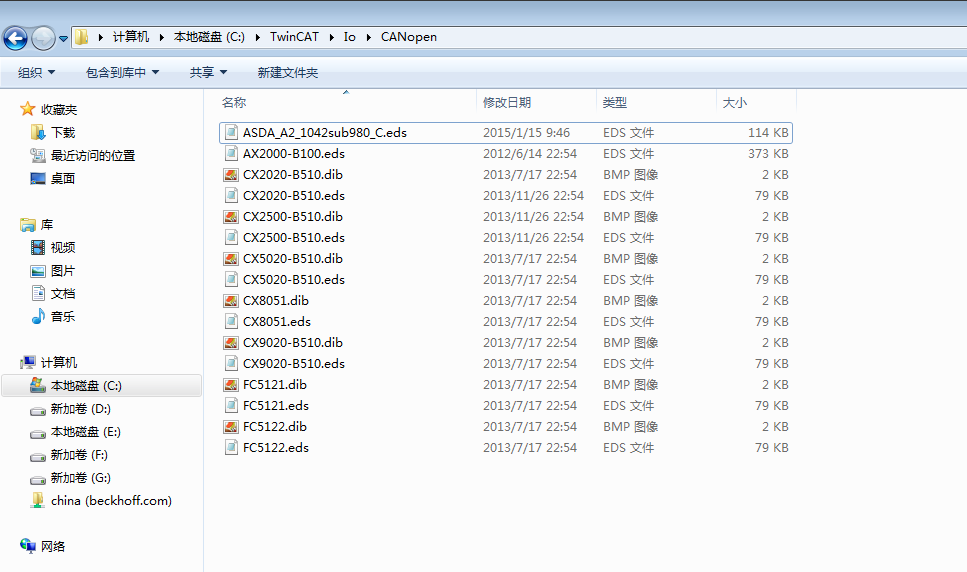 计算机 本地磁盘 (C:) TwinCAT Io CANopen
组织 包含到库中 共享 新建文件夹
收藏夹
下载
最近访问的位置
桌面
库
视频
图片
文档
音乐
计算机
本地磁盘 (C:)
新加卷 (D:)
本地磁盘 (E:)
新加卷 (F:)
新加卷 (G:)
china (beckhoff.com)
网络
名称 修改日期 类型 大小
ASDA_A2_1042sub980_C.eds 2015/1/15 9:46 EDS 文件 114 KB
AX2000-B100.eds 2012/6/14 22:54 EDS 文件 373 KB
CX2020-B510.dib 2013/7/17 22:54 BMP 图像 2 KB
CX2020-B510.eds 2013/11/26 22:54 EDS 文件 79 KB
CX2500-B510.dib 2013/11/26 22:54 BMP 图像 2 KB
CX2500-B510.eds 2013/11/26 22:54 EDS 文件 79 KB
CX5020-B510.dib 2013/7/17 22:54 BMP 图像 2 KB
CX5020-B510.eds 2013/7/17 22:54 EDS 文件 79 KB
CX8051.dib 2013/7/17 22:54 BMP 图像 2 KB
CX8051.eds 2013/7/17 22:54 EDS 文件 79 KB
CX9020-B510.dib 2013/7/17 22:54 BMP 图像 2 KB
CX9020-B510.eds 2013/7/17 22:54 EDS 文件 79 KB
FC5121.dib 2013/7/17 22:54 BMP 图像 2 KB
FC5121.eds 2013/7/17 22:54 EDS 文件 79 KB
FC5122.dib 2013/7/17 22:54 BMP 图像 2 KB
FC5122.eds 2013/7/17 22:54 EDS 文件 79 KB